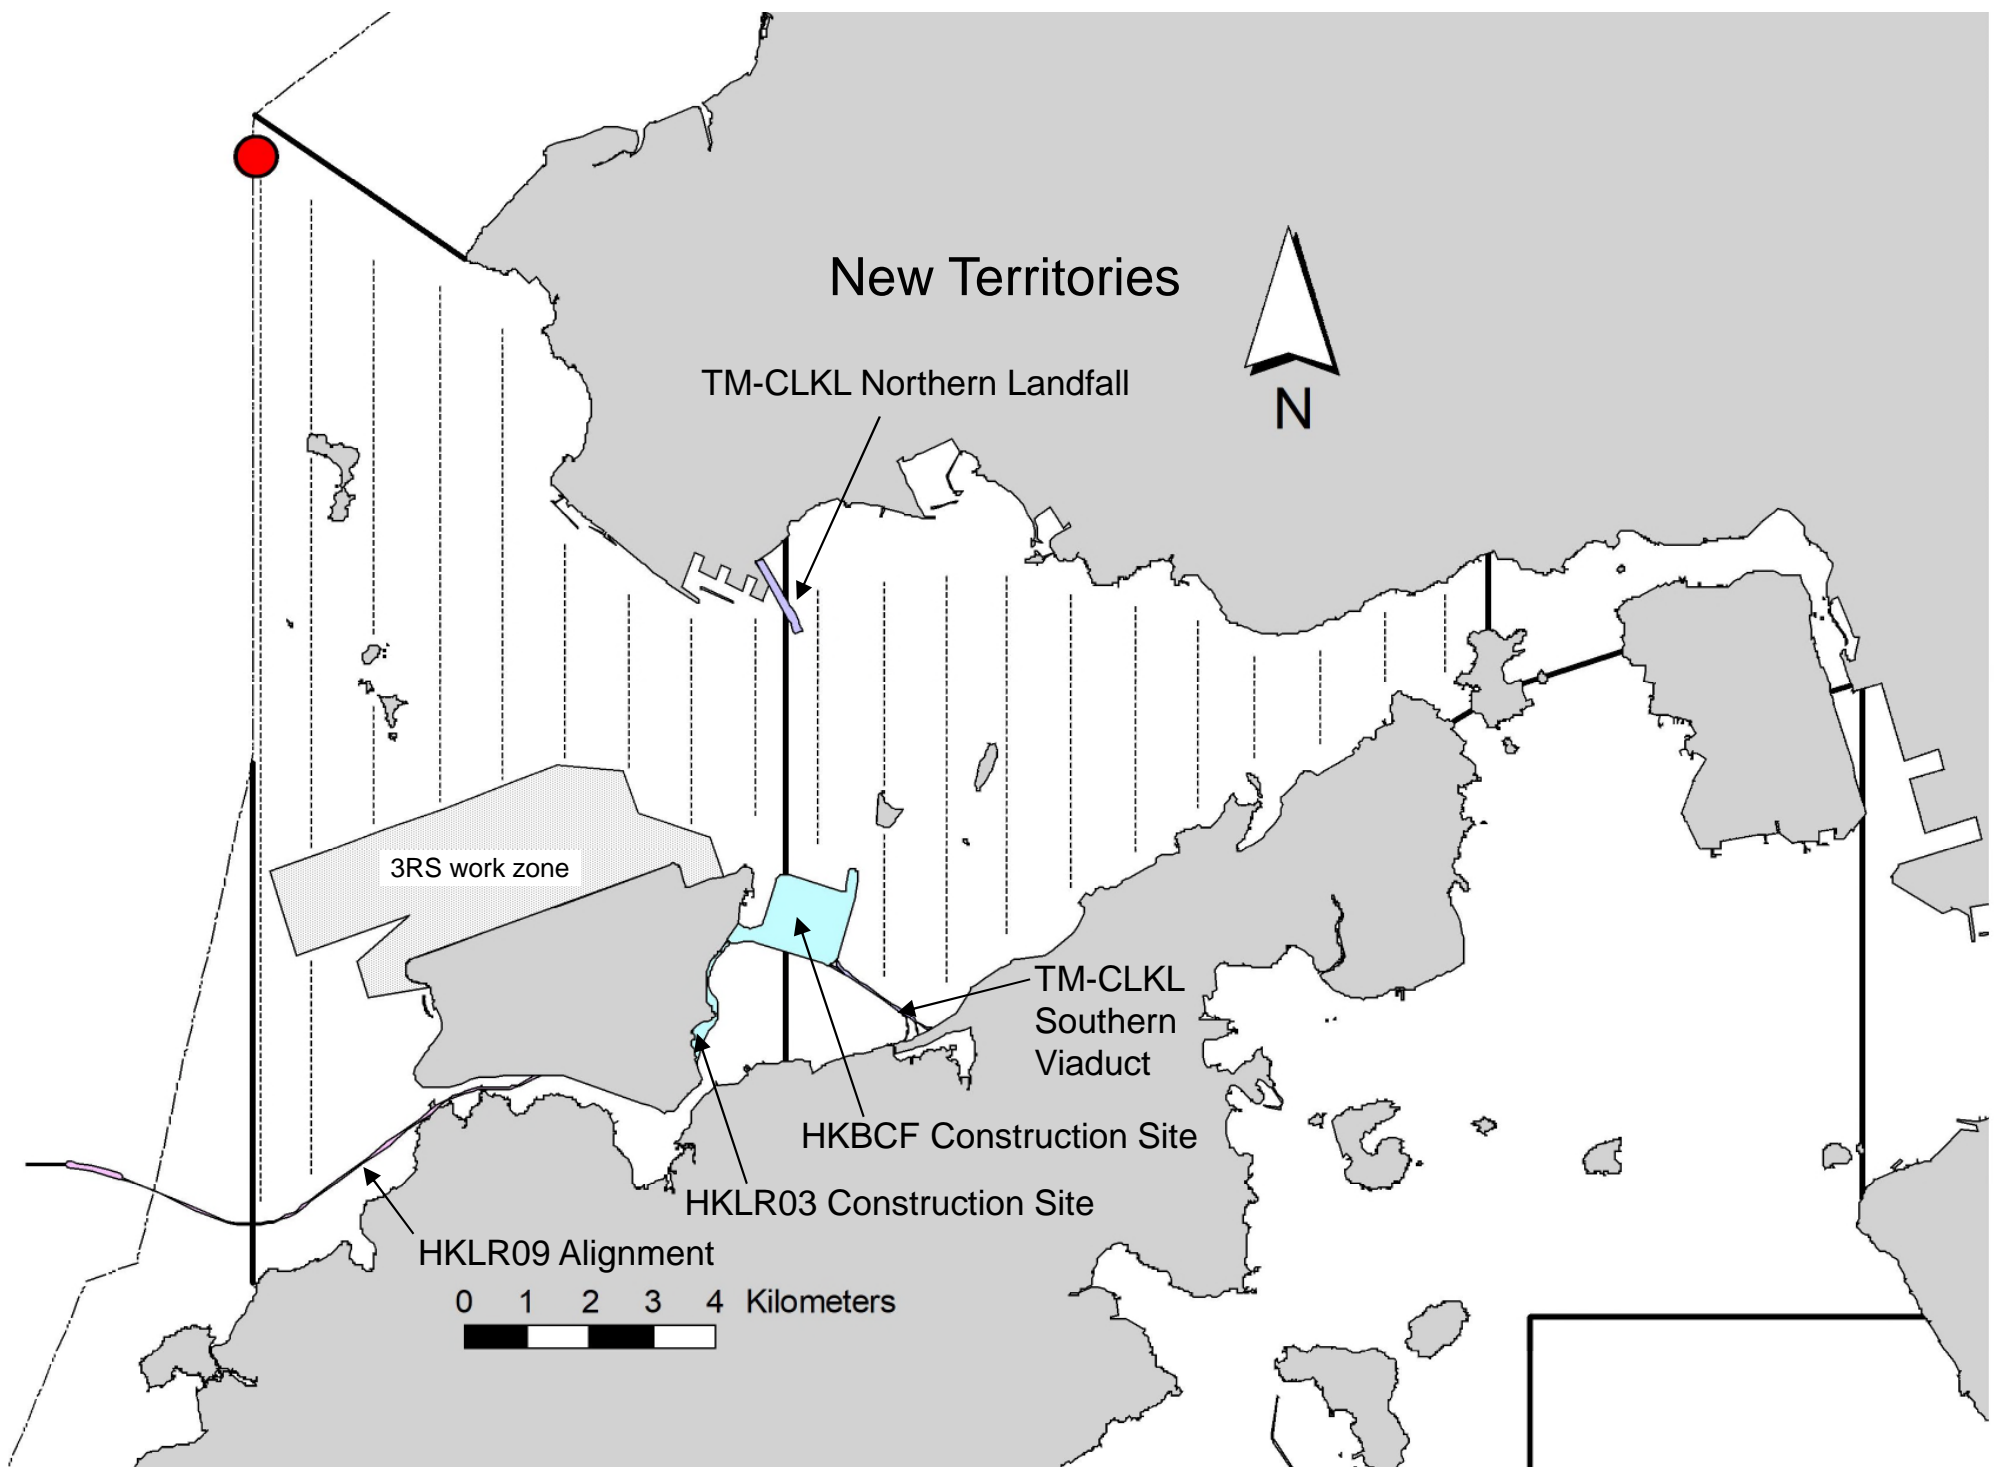 New Territories
TM-CLKL Northern Landfall
N
3RS work zone
TM-CLKL
Southern
Viaduct
HKBCF Construction Site
HKLR03 Construction Site
HKLR09 Alignment
0 1 2 3 4 Kilometers